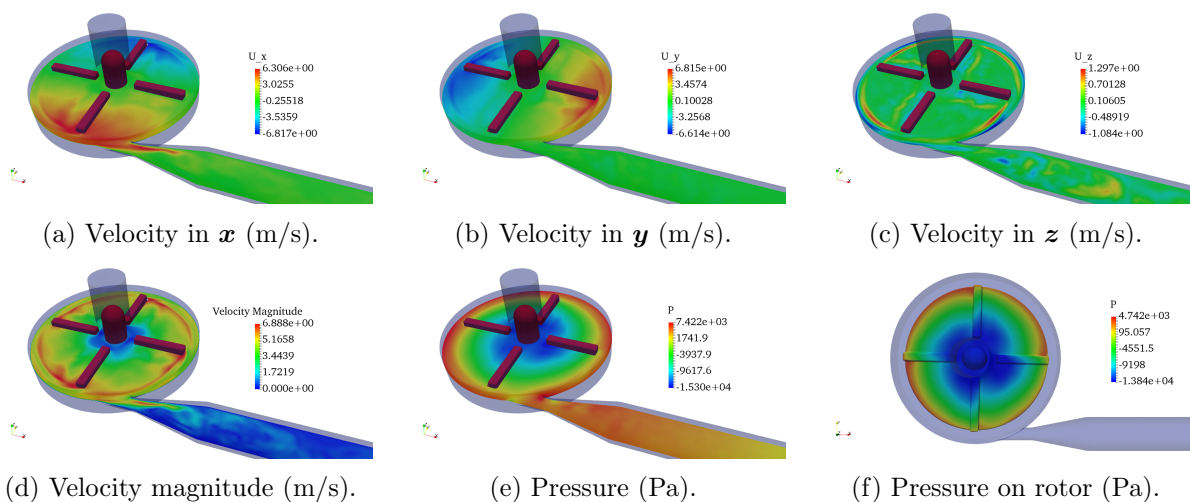 U_x
6.306e+00
3.0255
-0.25518
-3.5359
-6.817e+00
U_y
6.815e+00
3.4574
0.10028
-3.2568
-6.614e+00
U_z
1.297e+00
0.70128
0.10605
-0.48919
-1.084e+00
(a) Velocity in x (m/s).
(b) Velocity in y (m/s).
(c) Velocity in z (m/s).
Velocity Magnitude
6.888e+00
5.1658
3.4439
1.7219
0.000e+00
P
7.422e+03
1741.9
-3937.9
-9617.6
-1.530e+04
P
4.742e+03
95.057
-4551.5
-9198
-1.384e+04
(d) Velocity magnitude (m/s).
(e) Pressure (Pa).
(f) Pressure on rotor (Pa).